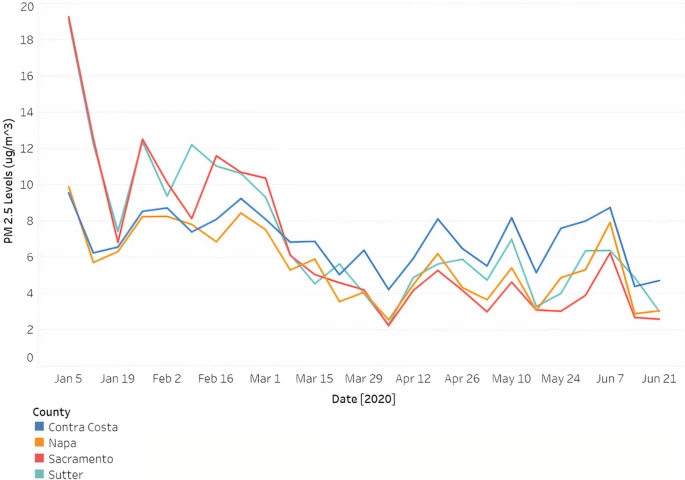 20
18
16
14
12
10
8
6
4
2
0
PM 2.5 Levels (ug/m^3)
Jan 5 Jan 19 Feb 2 Feb 16 Mar 1 Mar 15 Mar 29 Apr 12 Apr 26 May 10 May 24 Jun 7 Jun 21
Date [2020]
County
Contra Costa
Napa
Sacramento
Sutter